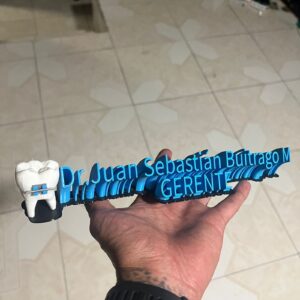 Dr. Juan Sebastian Buitrago M
GERENTE